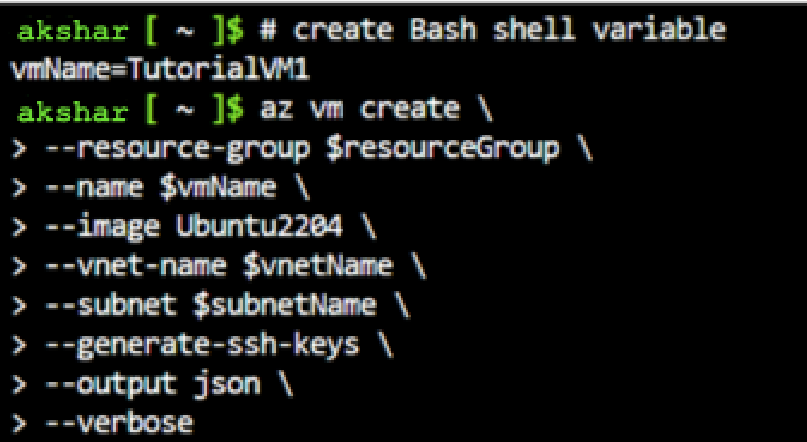 akshar [ ~ ]$ # create Bash shell variable
vmName=TutorialVM1
akshar [ ~ ]$ az vm create \
> --resource-group $resourceGroup \
> --name $vmName \
> --image Ubuntu2204 \
> --vnet-name $vnetName \
> --subnet $subnetName \
> --generate-ssh-keys \
> --output json \
> --verbose